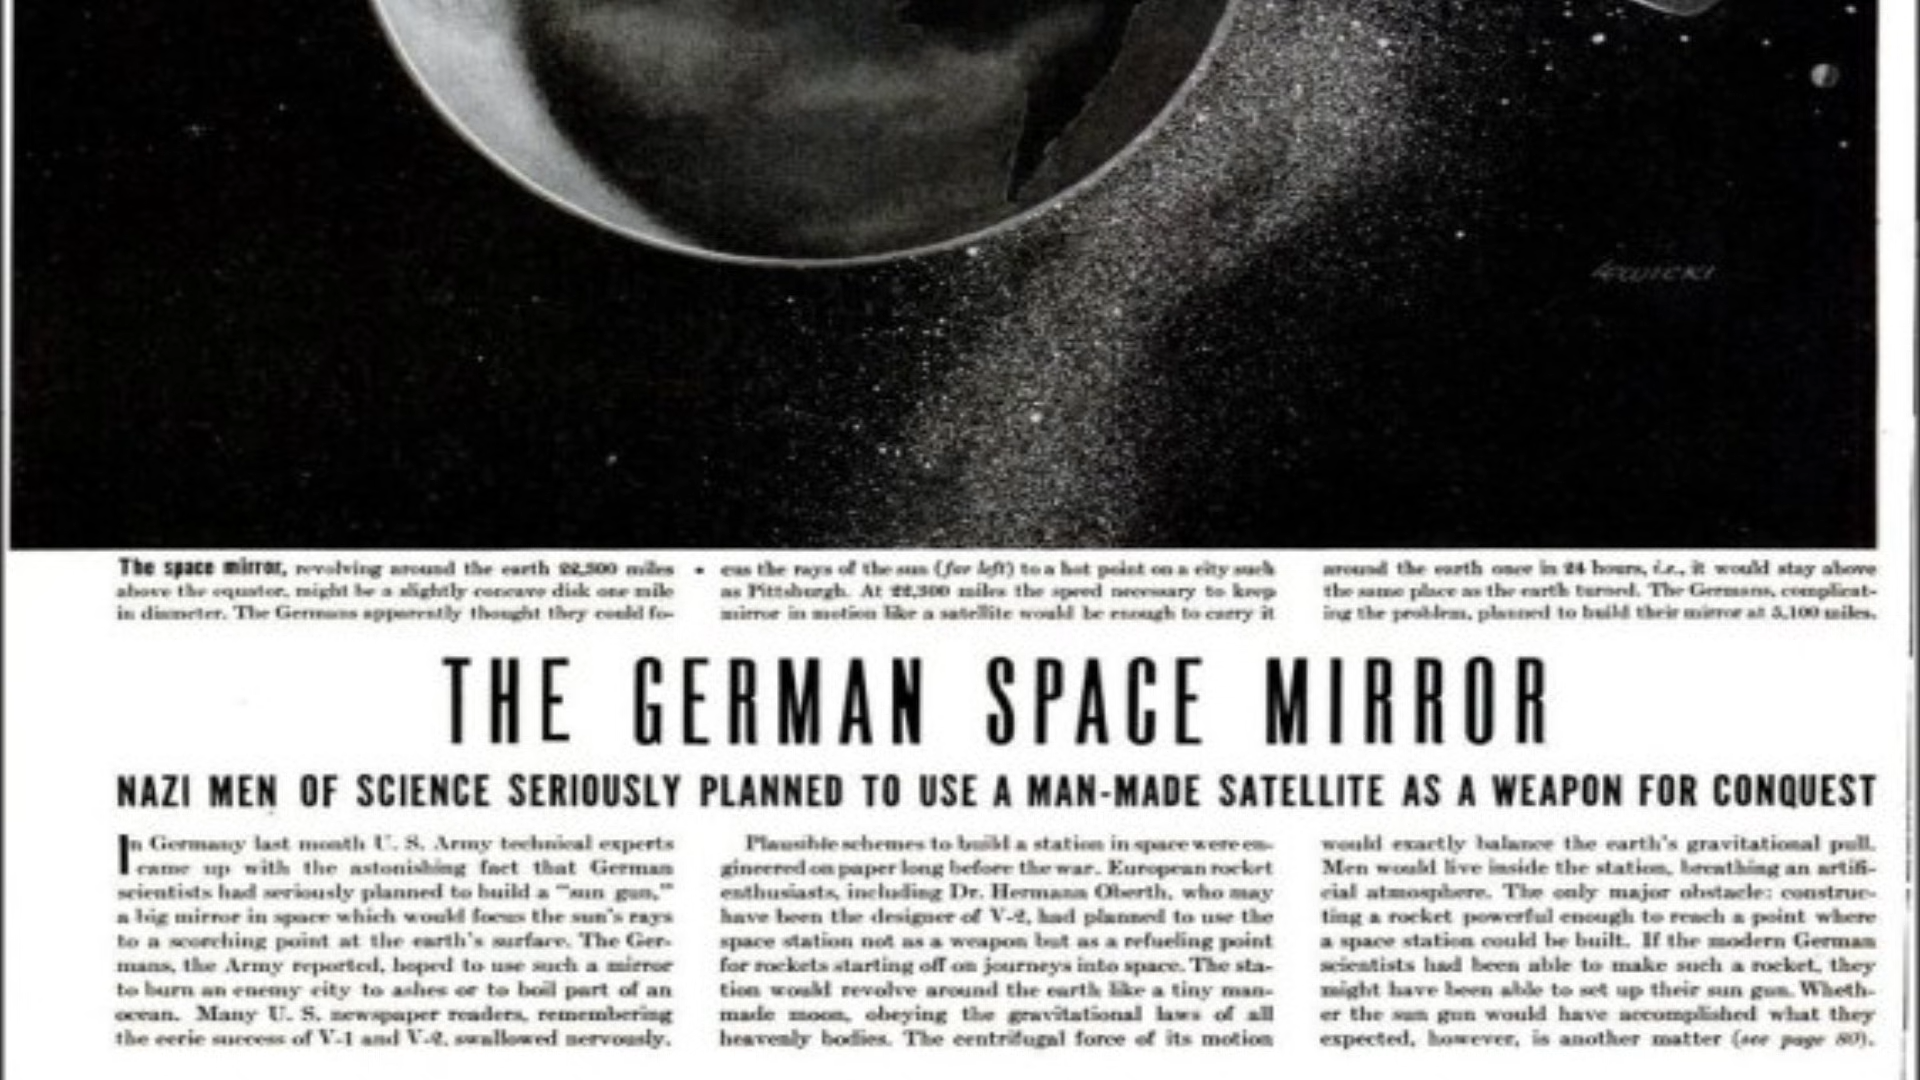 The space mirror, revolving around the earth 22,300 miles
above the equator, might be a slightly concave disk one mile
in diameter. The Germans apparently thought they could fo-
cus the rays of the sun (far left) to a hot point on a city such
as Pittsburgh. At 22,300 miles the speed necessary to keep
mirror in motion like a satellite would be enough to carry it
around the earth once in 24 hours, i.e., it would stay above
the same place as the earth turned. The Germans, complicat-
ing the problem, planned to build their mirror at 5,100 miles.
THE GERMAN SPACE MIRROR
NAZI MEN OF SCIENCE SERIOUSLY PLANNED TO USE A MAN-MADE SATELLITE AS A WEAPON FOR CONQUEST
In Germany last month U. S. Army technical experts
came up with the astonishing fact that German
scientists had seriously planned to build a "sun gun,"
a big mirror in space which would focus the sun's rays
to a scorching point at the earth's surface. The Ger-
mans, the Army reported, hoped to use such a mirror
to burn an enemy city to ashes or to boil part of an
ocean. Many U. S. newspaper readers, remembering
the eerie success of V-1 and V-2, swallowed nervously.
Plausible schemes to build a station in space were en-
gineered on paper long before the war. European rocket
enthusiasts, including Dr. Hermann Oberth, who may
have been the designer of V-2, had planned to use the
space station not as a weapon but as a refueling point
for rockets starting off on journeys into space. The sta-
tion would revolve around the earth like a tiny man-
made moon, obeying the gravitational laws of all
heavenly bodies. The centrifugal force of its motion
would exactly balance the earth's gravitational pull.
Men would live inside the station, breathing an artifi-
cial atmosphere. The only major obstacle: construc-
ting a rocket powerful enough to reach a point where
a space station could be built. If the modern German
scientists had been able to make such a rocket, they
might have been able to set up their sun gun. Wheth-
er the sun gun would have accomplished what they
expected, however, is another matter (see page 80).